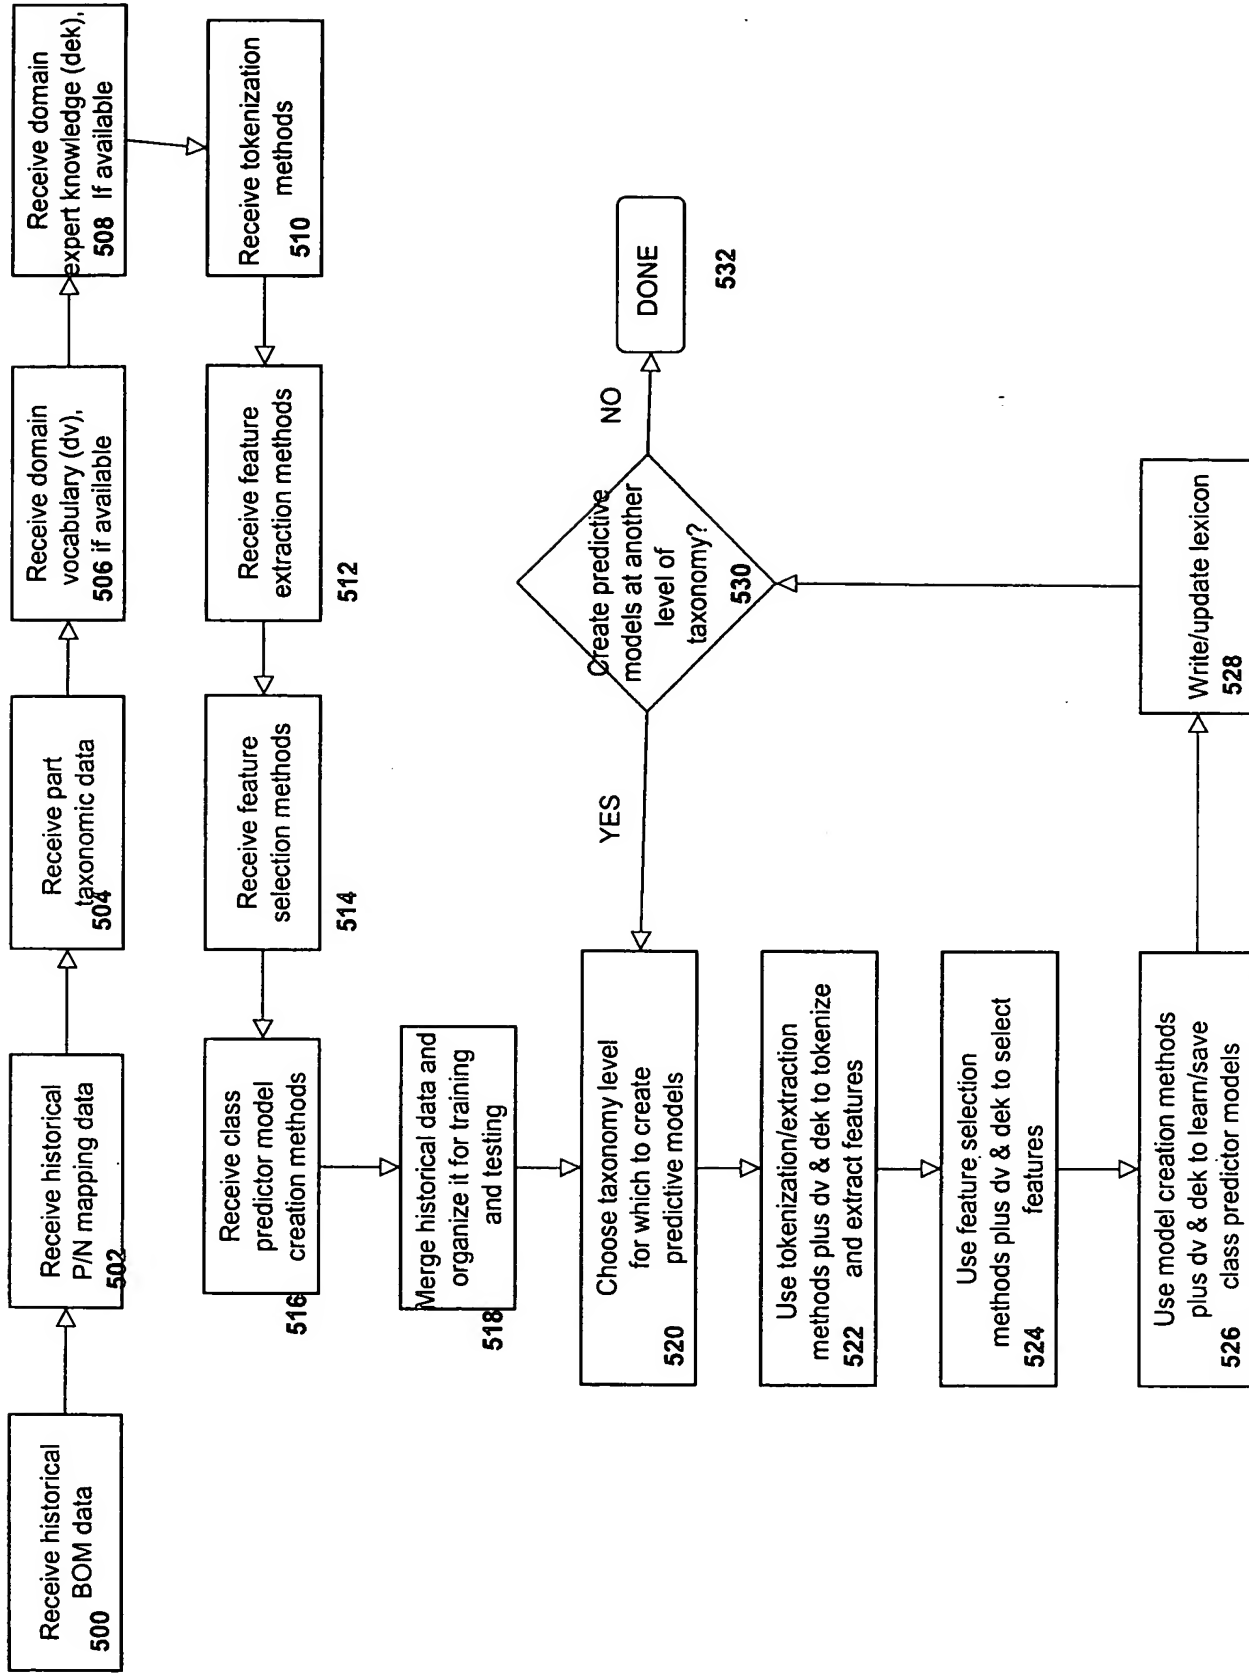 Receive historical
BOM data
500
Receive historical
P/N mapping data
502
Receive part
taxonomic data
504
Receive domain
vocabulary (dv),
506 if available
Receive domain
expert knowledge (dek),
508 If available
Receive tokenization
methods
510
Receive feature
extraction methods
512
Receive feature
selection methods
514
Receive class
predictor model
creation methods
516
Merge historical data and
organize it for training
and testing
518
Choose taxonomy level
for which to create
predictive models
520
Use tokenization/extraction
methods plus dv & dek to tokenize
522 and extract features
Use feature selection
methods plus dv & dek to select
features
524
Use model creation methods
plus dv & dek to learn/save
class predictor models
526
Write/update lexicon
528
Create predictive
models at another
level of
taxonomy?
530
YES
NO
DONE
532